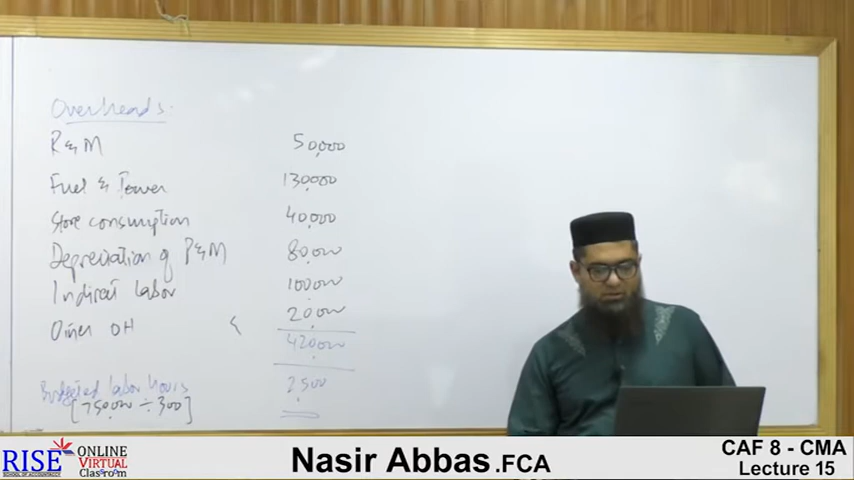 Overheads.
R&M 50,000
Fuel & Power 130,000
Store consumption 40,000
Depreciation of P&M 80,000
Indirect labor 100,000
Other OH 20,000
420,000
Budgeted labor hours 2,500
[750,000 ÷ 300]
RISE ONLINE VIRTUAL Classroom
SCHOOL OF ACCOUNTANCY
Nasir Abbas.FCA
CAF 8 - CMA
Lecture 15